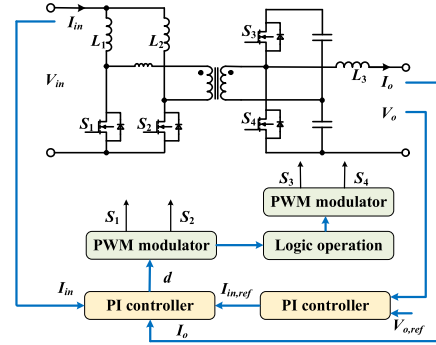 I_in
L_1
L_2
S_3
V_in
L_3
I_o
V_o
S_1
S_2
S_4
S_3
S_4
PWM modulator
S_1
S_2
PWM modulator
Logic operation
d
I_in
PI controller
I_in,ref
PI controller
I_o
V_o,ref